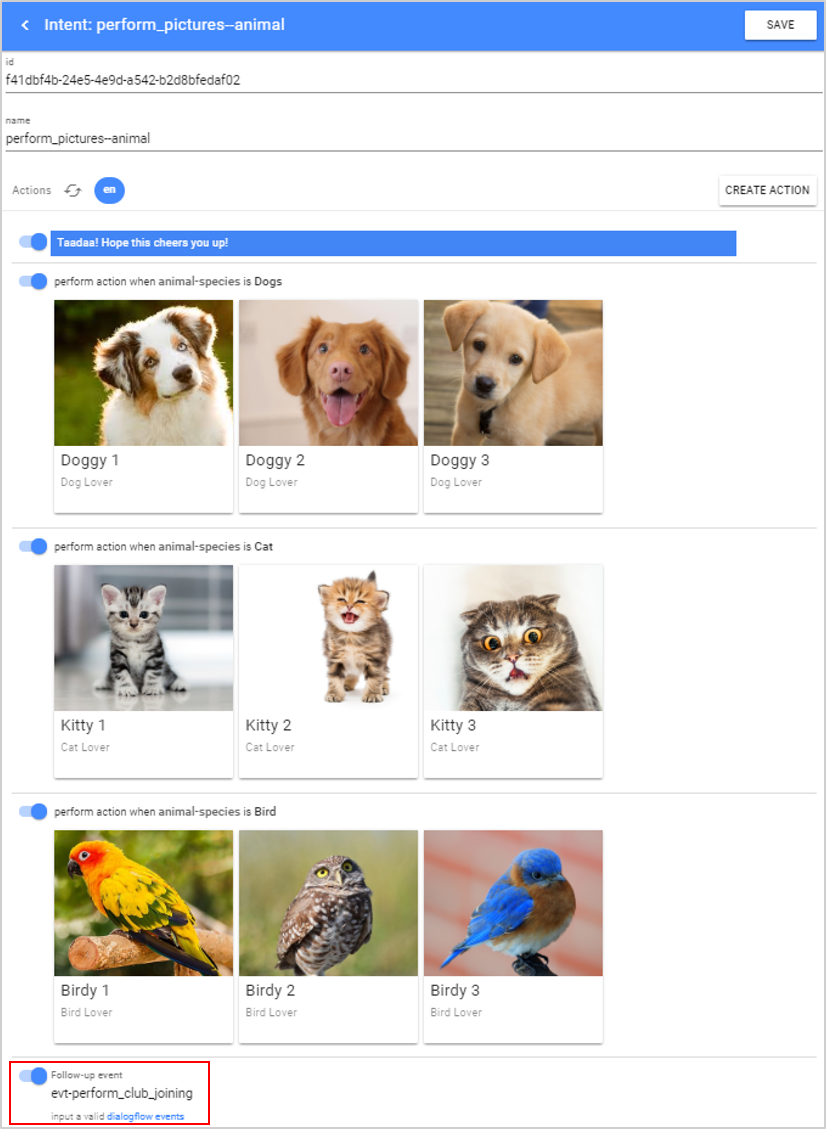 Intent: perform_pictures--animal
SAVE
id
f41dbf4b-24e5-4e9d-a542-b2d8bfedaf02
name
perform_pictures--animal
Actions en CREATE ACTION
Taadaa! Hope this cheers you up!
perform action when animal-species is Dogs
Doggy 1 Doggy 2 Doggy 3
Dog Lover Dog Lover Dog Lover
perform action when animal-species is Cat
Kitty 1 Kitty 2 Kitty 3
Cat Lover Cat Lover Cat Lover
perform action when animal-species is Bird
Birdy 1 Birdy 2 Birdy 3
Bird Lover Bird Lover Bird Lover
Follow-up event
evt-perform_club_joining
input a valid dialogflow events